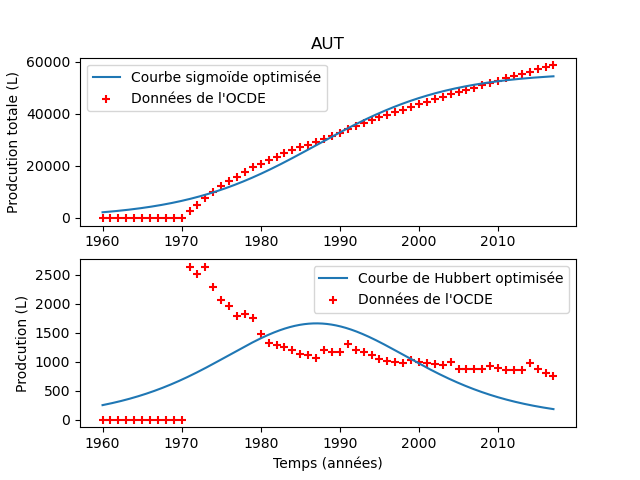 AUT
Prodcution totale (L)
60000
40000
20000
0
Courbe sigmoïde optimisée
Données de l'OCDE
1960 1970 1980 1990 2000 2010
Prodcution (L)
2500
2000
1500
1000
500
0
Courbe de Hubbert optimisée
Données de l'OCDE
1960 1970 1980 1990 2000 2010
Temps (années)